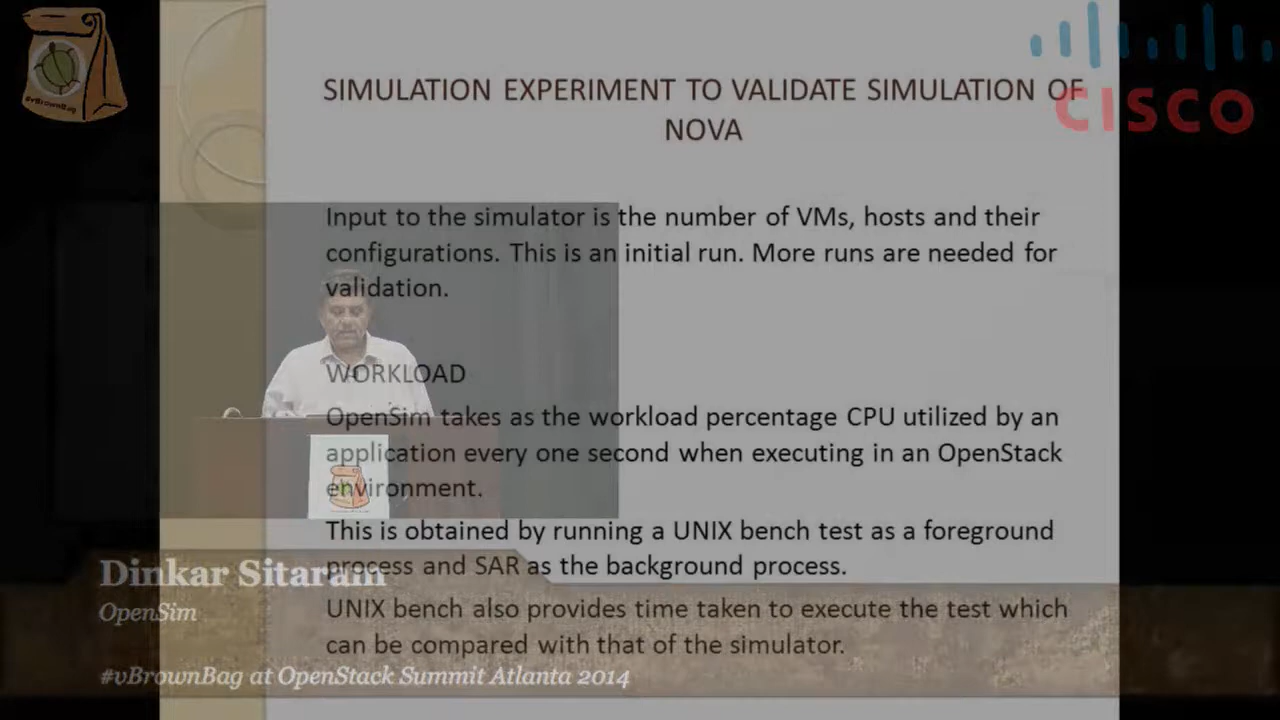 #vBrownBag
CISCO
SIMULATION EXPERIMENT TO VALIDATE SIMULATION OF
NOVA
Input to the simulator is the number of VMs, hosts and their
configurations. This is an initial run. More runs are needed for
validation.
WORKLOAD
OpenSim takes as the workload percentage CPU utilized by an
application every one second when executing in an OpenStack
environment.
This is obtained by running a UNIX bench test as a foreground
process and SAR as the background process.
UNIX bench also provides time taken to execute the test which
can be compared with that of the simulator.
Dinkar Sitaram
OpenSim
#vBrownBag at OpenStack Summit Atlanta 2014